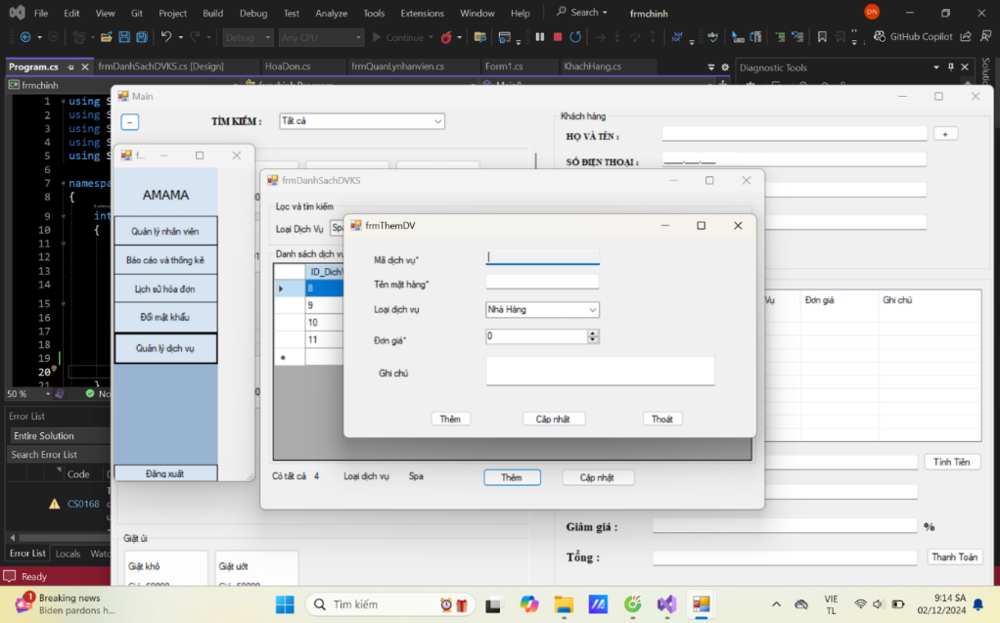 File Edit View Git Project Build Debug Test Analyze Tools Extensions Window Help Search frmchinh DN
Debug Any CPU Continue GitHub Copilot
Program.cs frmDanhSachDVKS.cs [Design] HoaDon.cs frmQuanLynhanvien.cs Form1.cs KhachHang.cs Diagnostic Tools
frmchinh
Main
1 using S
2 using S
3 using S
4 using S
5 using S
6
7 namespa
8 {
9 int
10 {
11
12
13
14
15
16
17
18
19
20
21 }
50 %
Error List
Entire Solution
Search Error List
Code
CS0168
Error List Locals Watc
Ready
TÌM KIẾM : Tất cả
Khách hàng
HỌ VÀ TÊN : +
SỐ ĐIỆN THOẠI : ____.___.____
f...
AMAMA
Quản lý nhân viên
Báo cáo và thống kê
Lịch sử hóa đơn
Đổi mật khẩu
Quản lý dịch vụ
Đăng xuất
frmDanhSachDVKS
Lọc và tìm kiếm
Loại Dịch Vụ Spa
Danh sách dịch vụ
ID_Dich
8
9
10
11
Có tất cả 4 Loại dịch vụ Spa Thêm Cập nhật
frmThemDV
Mã dịch vụ*
Tên mặt hàng*
Loại dịch vụ Nhà Hàng
Đơn giá* 0
Ghi chú
Thêm Cập nhật Thoát
Vụ Đơn giá Ghi chú
Tính Tiền
Giảm giá : %
Tổng : Thanh Toán
Giặt ủi
Giặt khô Giặt ướt
Breaking news
Biden pardons h...
Tìm kiếm
VIE
TL
9:14 SA
02/12/2024